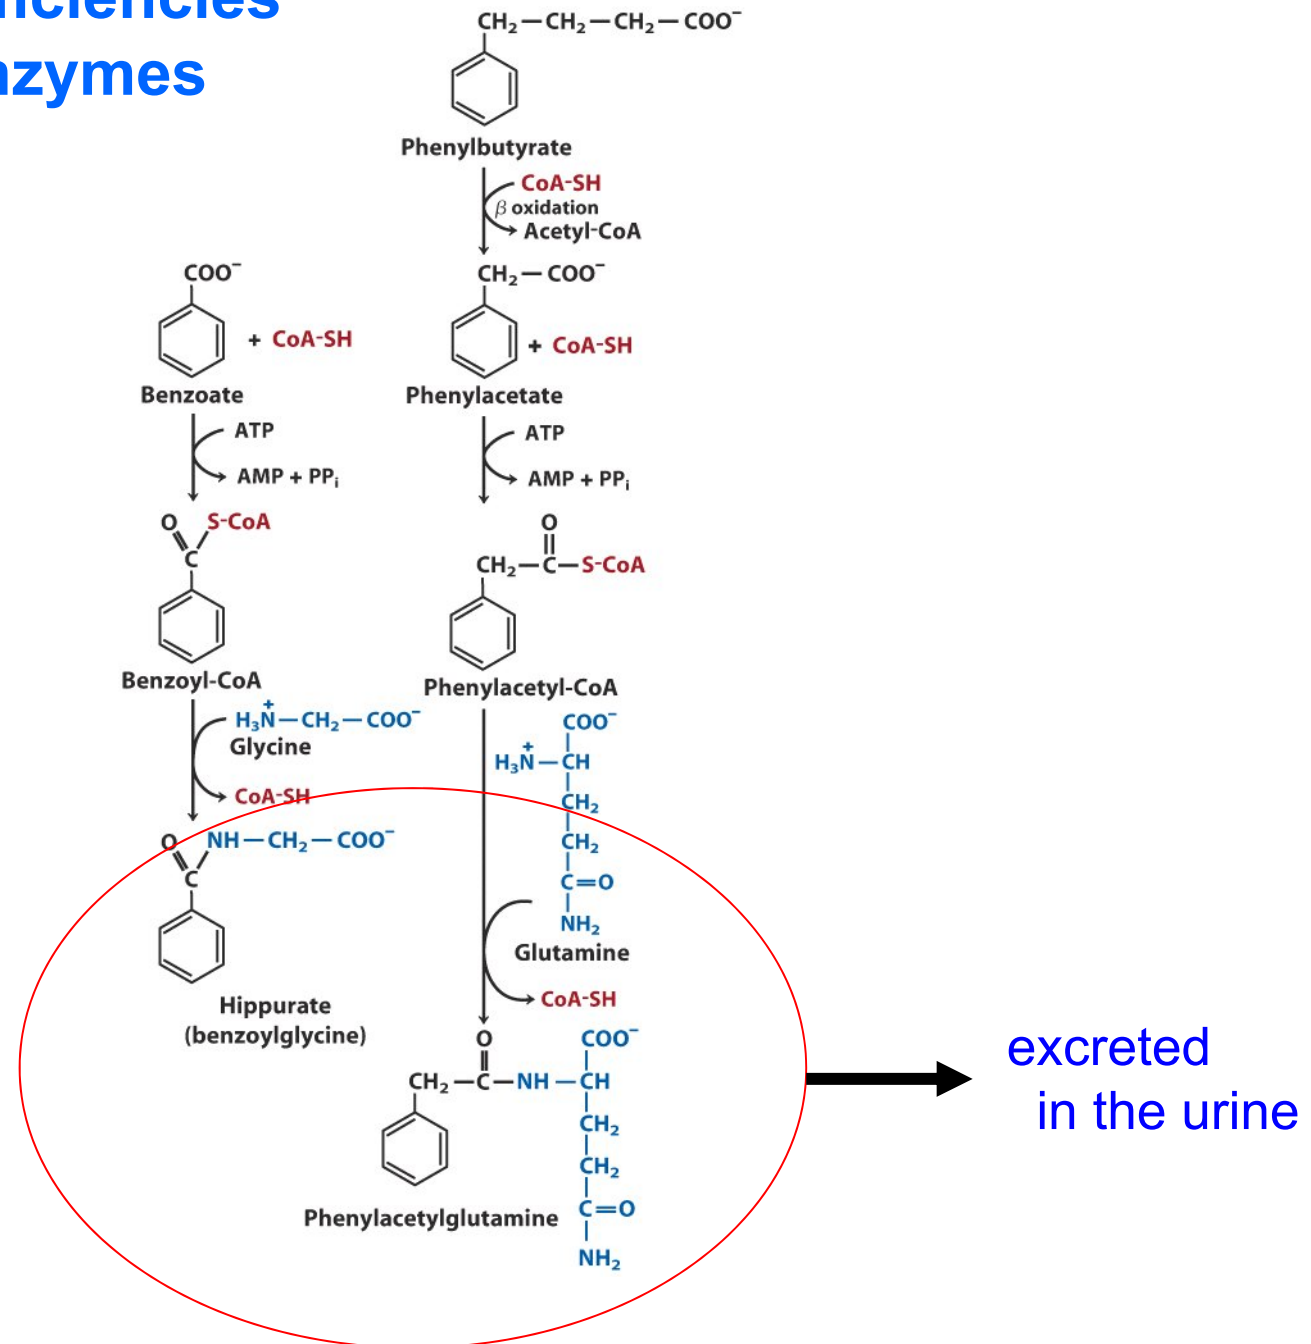 nciencies
nzymes
CH₂—CH₂—CH₂—COO⁻
Phenylbutyrate
CoA-SH
β oxidation
Acetyl-CoA
COO⁻
+ CoA-SH
Benzoate
ATP
AMP + PPᵢ
CH₂—COO⁻
+ CoA-SH
Phenylacetate
ATP
AMP + PPᵢ
O
S-CoA
C
Benzoyl-CoA
H₃N⁺—CH₂—COO⁻
Glycine
CoA-SH
O
CH₂—C—S-CoA
Phenylacetyl-CoA
COO⁻
H₃N⁺—CH
CH₂
CH₂
C=O
NH₂
Glutamine
CoA-SH
O
NH—CH₂—COO⁻
C
Hippurate
(benzoylglycine)
O
COO⁻
CH₂—C—NH—CH
CH₂
CH₂
C=O
NH₂
Phenylacetylglutamine
excreted
in the urine